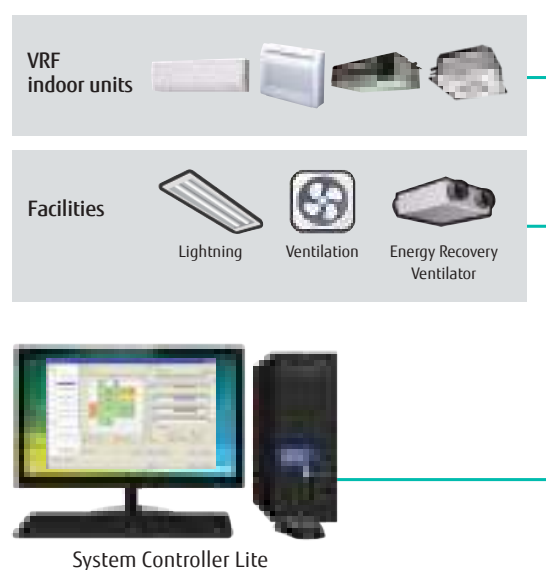 VRF
indoor units
Facilities
Lightning
Ventilation
Energy Recovery
Ventilator
System Controller Lite